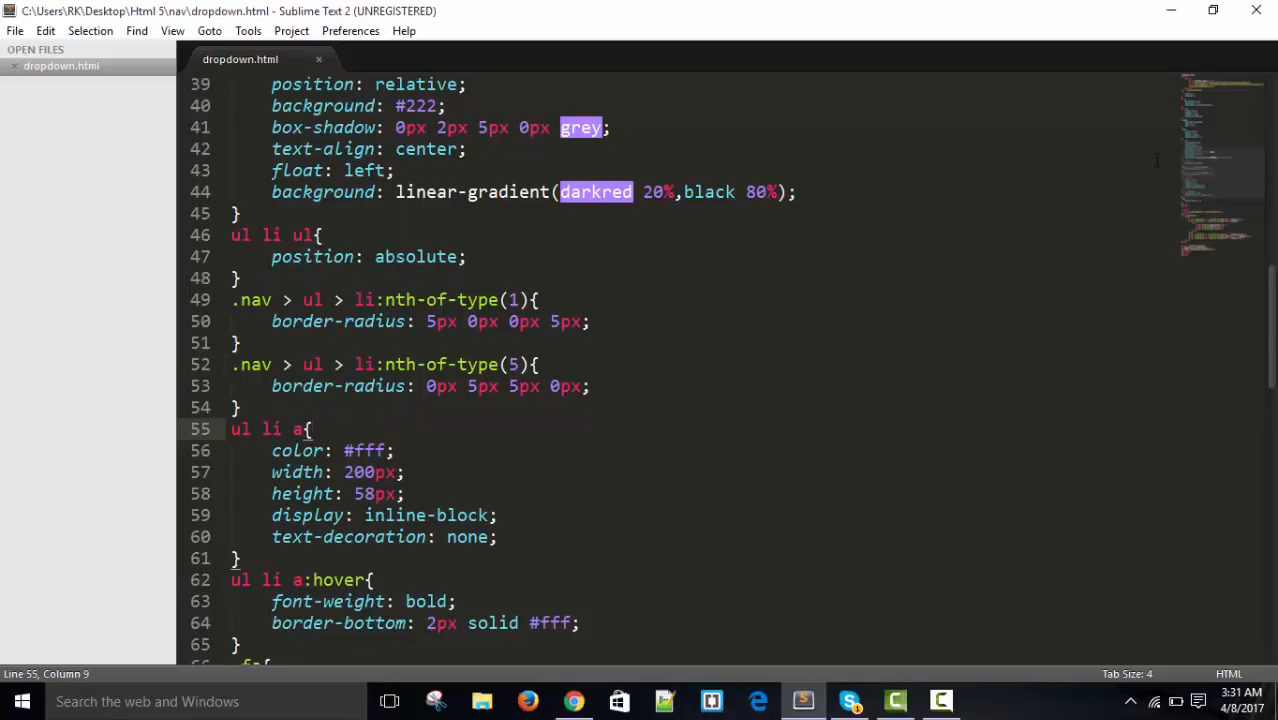 C:\Users\RK\Desktop\Html 5\nav\dropdown.html - Sublime Text 2 (UNREGISTERED)
File Edit Selection Find View Goto Tools Project Preferences Help
OPEN FILES
dropdown.html
dropdown.html
39 position: relative;
40 background: #222;
41 box-shadow: 0px 2px 5px 0px grey;
42 text-align: center;
43 float: left;
44 background: linear-gradient(darkred 20%,black 80%);
45 }
46 ul li ul{
47 position: absolute;
48 }
49 .nav > ul > li:nth-of-type(1){
50 border-radius: 5px 0px 0px 5px;
51 }
52 .nav > ul > li:nth-of-type(5){
53 border-radius: 0px 5px 5px 0px;
54 }
55 ul li a{
56 color: #fff;
57 width: 200px;
58 height: 58px;
59 display: inline-block;
60 text-decoration: none;
61 }
62 ul li a:hover{
63 font-weight: bold;
64 border-bottom: 2px solid #fff;
65 }
Line 55, Column 9
Tab Size: 4
HTML
Search the web and Windows
3:31 AM
4/8/2017